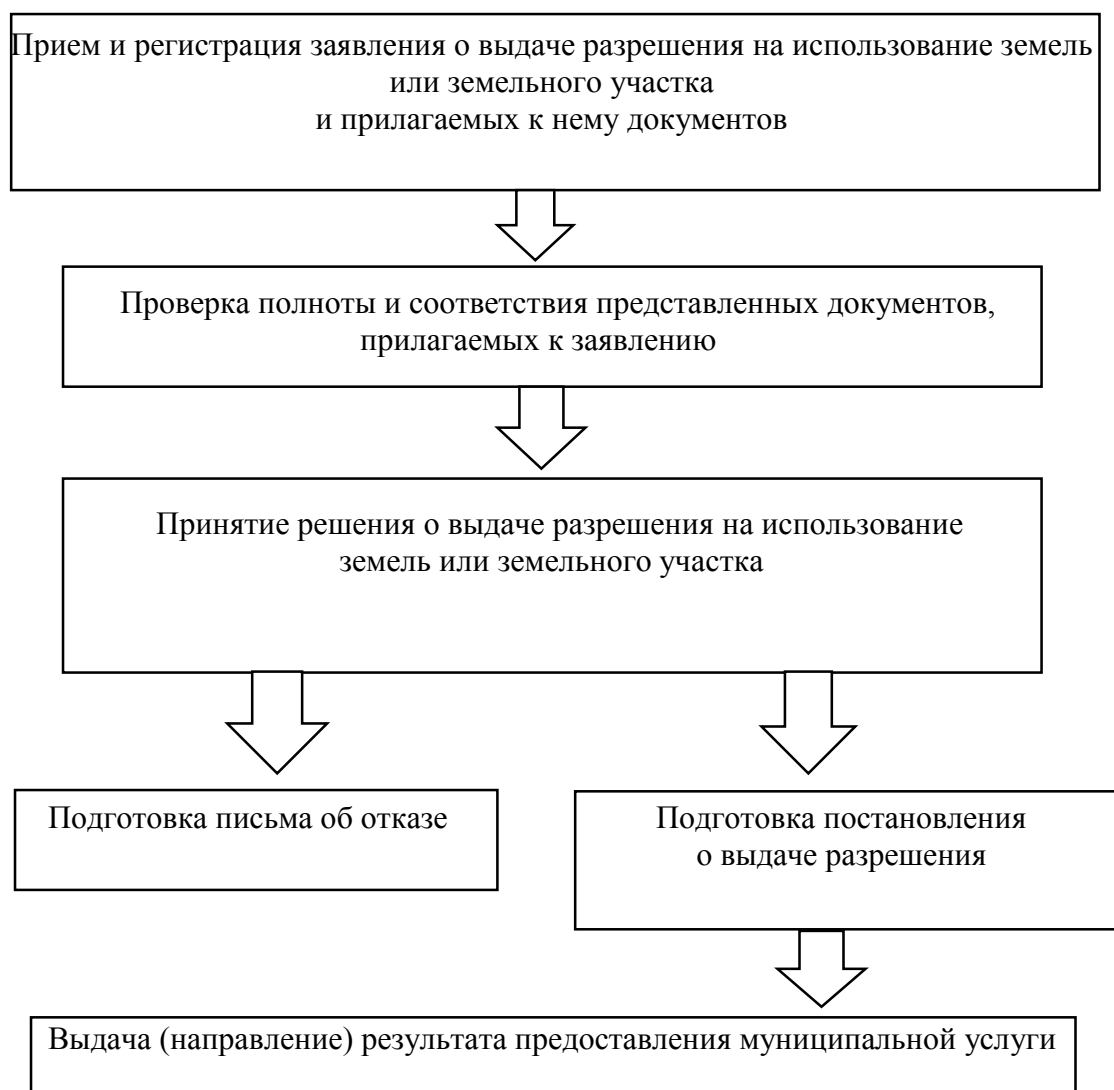 Прием и регистрация заявления о выдаче разрешения на использование земель
или земельного участка
и прилагаемых к нему документов
Проверка полноты и соответствия представленных документов,
прилагаемых к заявлению
Принятие решения о выдаче разрешения на использование
земель или земельного участка
Подготовка письма об отказе
Подготовка постановления
о выдаче разрешения
Выдача (направление) результата предоставления муниципальной услуги